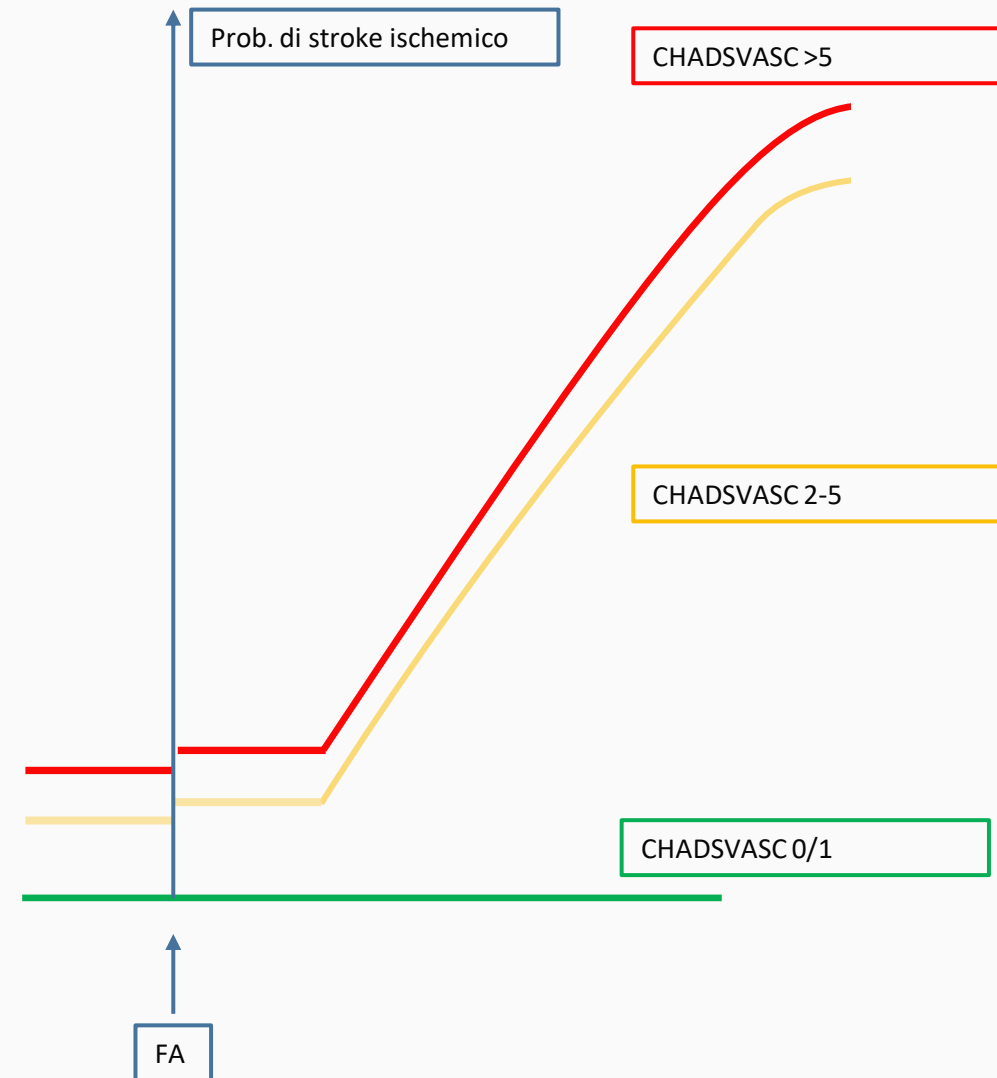 Prob. di stroke ischemico
CHADSVASC >5
CHADSVASC 2-5
CHADSVASC 0/1
FA